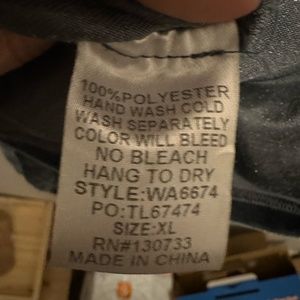 100%POLYESTER
HAND WASH COLD
WASH SEPARATELY
COLOR WILL BLEED
NO BLEACH
HANG TO DRY
STYLE:WA6674
PO:TL67474
SIZE:XL
RN#130733
MADE IN CHINA